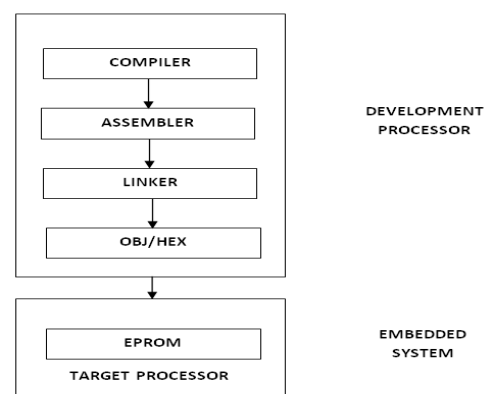 COMPILER
ASSEMBLER
LINKER
OBJ/HEX
DEVELOPMENT
PROCESSOR
EPROM
TARGET PROCESSOR
EMBEDDED
SYSTEM